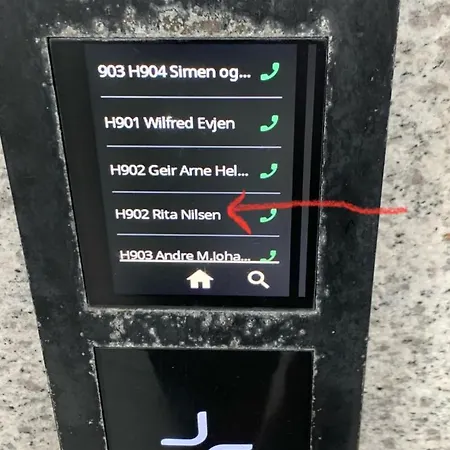 903 H904 Simen og...
H901 Wilfred Evjen
H902 Geir Arne Hel...
H902 Rita Nilsen
H903 Andre M.Joha...